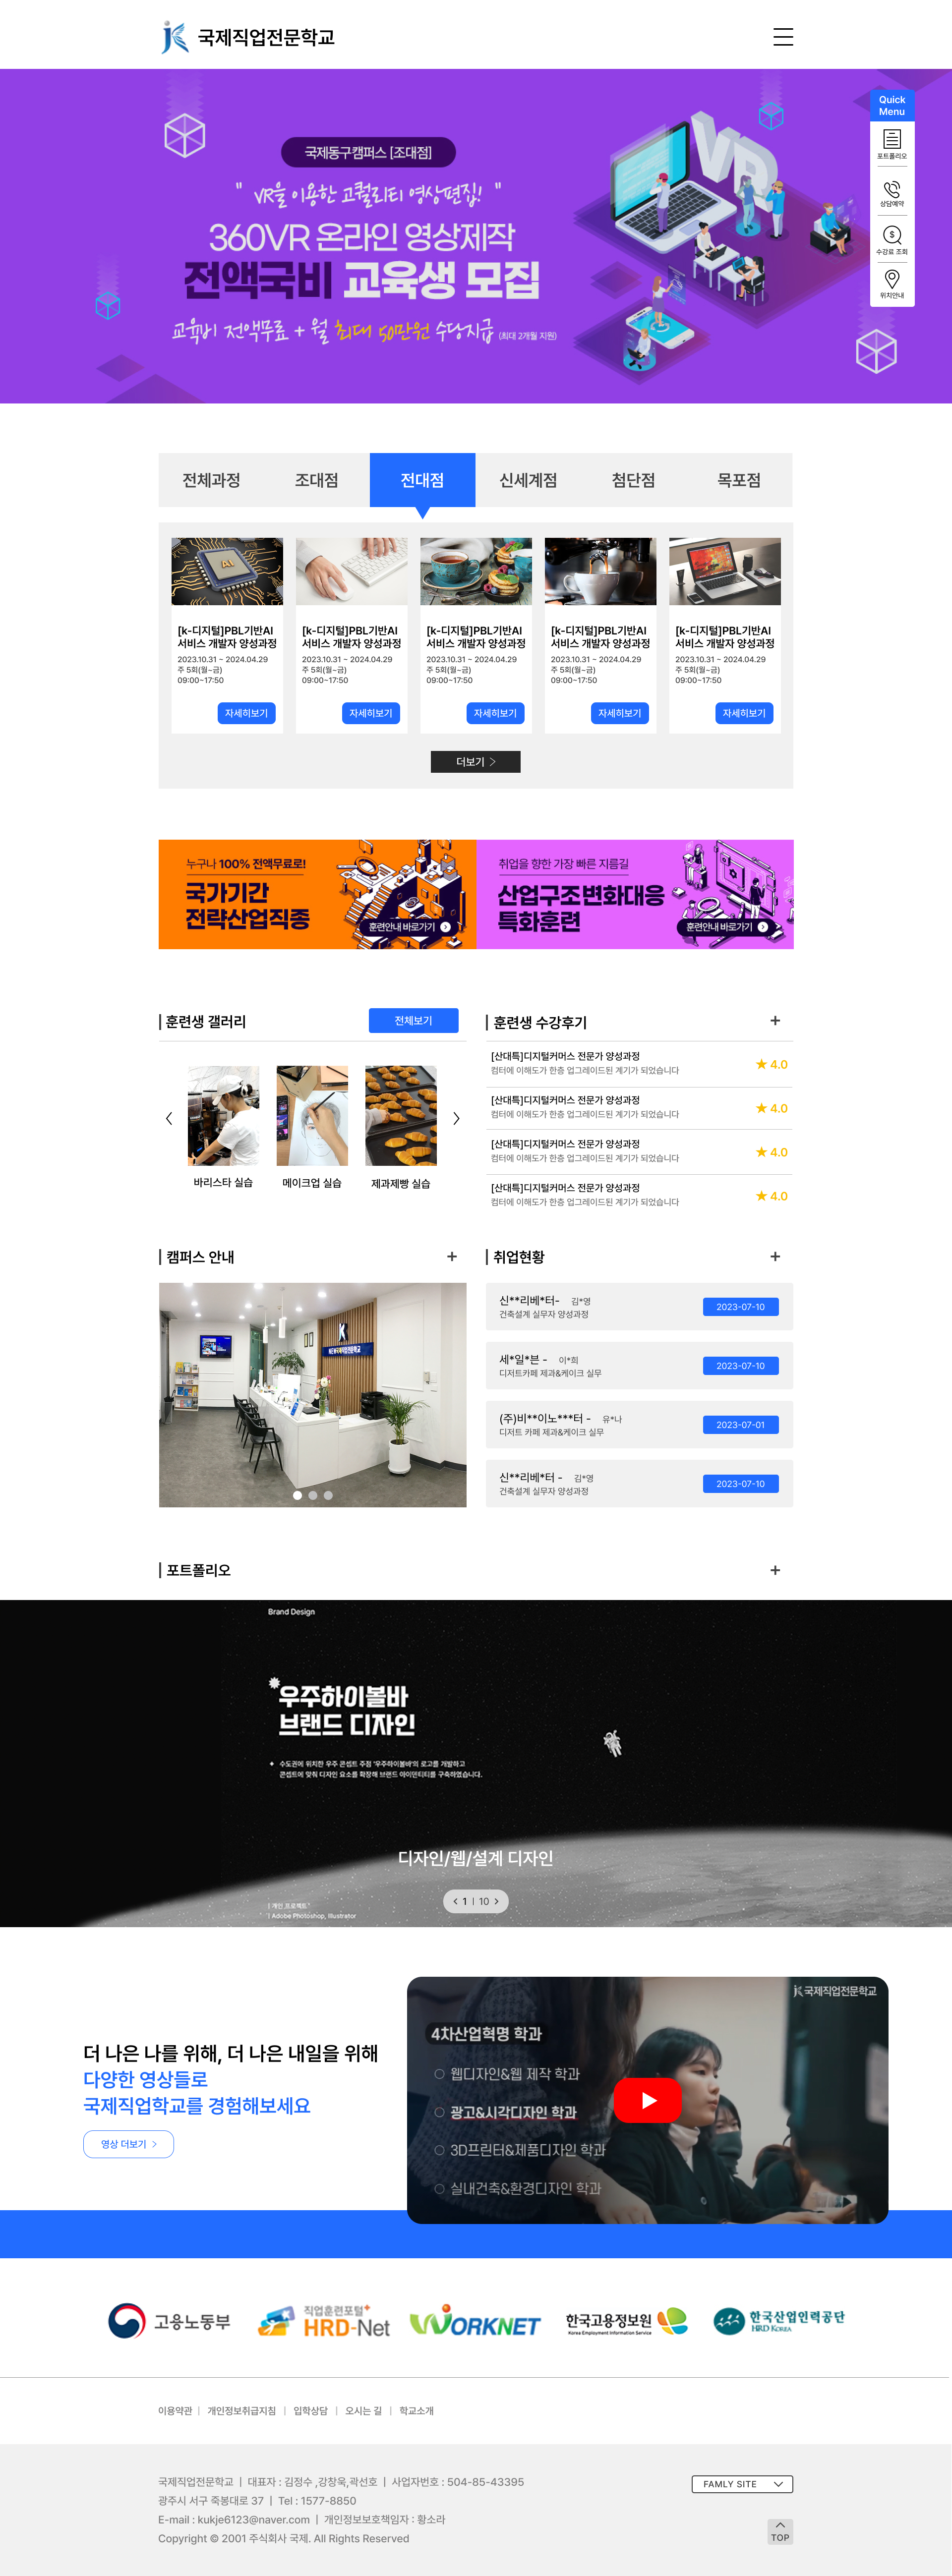 국제직업전문학교
Quick
Menu
포트폴리오
상담예약
수강료 조회
위치안내
국제동구캠퍼스 [조대점]
" VR을 이용한 고퀄리티 영상편집! "
360VR 온라인 영상제작
전액국비 교육생 모집
교육비 전액무료 + 월 최대 50만원 수당지급 (최대 2개월 지원)
VR
전체과정 조대점 전대점 신세계점 첨단점 목포점
AI
[k-디지털]PBL기반AI
서비스 개발자 양성과정
2023.10.31 ~ 2024.04.29
주 5회(월~금)
09:00~17:50
자세히보기
[k-디지털]PBL기반AI
서비스 개발자 양성과정
2023.10.31 ~ 2024.04.29
주 5회(월~금)
09:00~17:50
자세히보기
[k-디지털]PBL기반AI
서비스 개발자 양성과정
2023.10.31 ~ 2024.04.29
주 5회(월~금)
09:00~17:50
자세히보기
[k-디지털]PBL기반AI
서비스 개발자 양성과정
2023.10.31 ~ 2024.04.29
주 5회(월~금)
09:00~17:50
자세히보기
[k-디지털]PBL기반AI
서비스 개발자 양성과정
2023.10.31 ~ 2024.04.29
주 5회(월~금)
09:00~17:50
자세히보기
더보기 >
누구나 100% 전액무료로!
국가기간
전략산업직종
훈련안내 바로가기
취업을 향한 가장 빠른 지름길
산업구조변화대응
특화훈련
훈련안내 바로가기
훈련생 갤러리
전체보기
바리스타 실습
메이크업 실습
제과제빵 실습
훈련생 수강후기 +
[산대특]디지털커머스 전문가 양성과정
컴터에 이해도가 한층 업그레이드된 계기가 되었습니다
★ 4.0
[산대특]디지털커머스 전문가 양성과정
컴터에 이해도가 한층 업그레이드된 계기가 되었습니다
★ 4.0
[산대특]디지털커머스 전문가 양성과정
컴터에 이해도가 한층 업그레이드된 계기가 되었습니다
★ 4.0
[산대특]디지털커머스 전문가 양성과정
컴터에 이해도가 한층 업그레이드된 계기가 되었습니다
★ 4.0
캠퍼스 안내 +
취업현황 +
신**리베*터- 김*영
건축설계 실무자 양성과정
2023-07-10
세*일*븐 - 이*희
디저트카페 제과&케이크 실무
2023-07-10
(주)비**이노***터 - 유*나
디저트 카페 제과&케이크 실무
2023-07-01
신**리베*터 - 김*영
건축설계 실무자 양성과정
2023-07-10
포트폴리오 +
Brand Design
우주하이볼바
브랜드 디자인
수도권에 위치한 우주 콘셉트 주점 '우주하이볼바'의 로고를 개발하고
콘셉트에 맞춰 디자인 요소를 확장해 브랜드 아이덴티티를 구축하였습니다.
디자인/웹/설계 디자인
< 1 | 10 >
| 개인 프로젝트
| Adobe Photoshop, Illustretor
더 나은 나를 위해, 더 나은 내일을 위해
다양한 영상들로
국제직업학교를 경험해보세요
영상 더보기 >
국제직업전문학교
4차산업혁명 학과
웹디자인&웹 제작 학과
광고&시각디자인 학과
3D프린터&제품디자인 학과
실내건축&환경디자인 학과
고용노동부
직업훈련포털+
HRD-Net
WORKNET
한국고용정보원
Korea Employment Information Service
한국산업인력공단
HRD KOREA
이용약관 | 개인정보취급지침 | 입학상담 | 오시는 길 | 학교소개
국제직업전문학교 | 대표자 : 김정수 ,강창욱,곽선호 | 사업자번호 : 504-85-43395
광주시 서구 죽봉대로 37 | Tel : 1577-8850
E-mail : kukje6123@naver.com | 개인정보보호책임자 : 황소라
Copyright © 2001 주식회사 국제. All Rights Reserved
FAMLY SITE
TOP